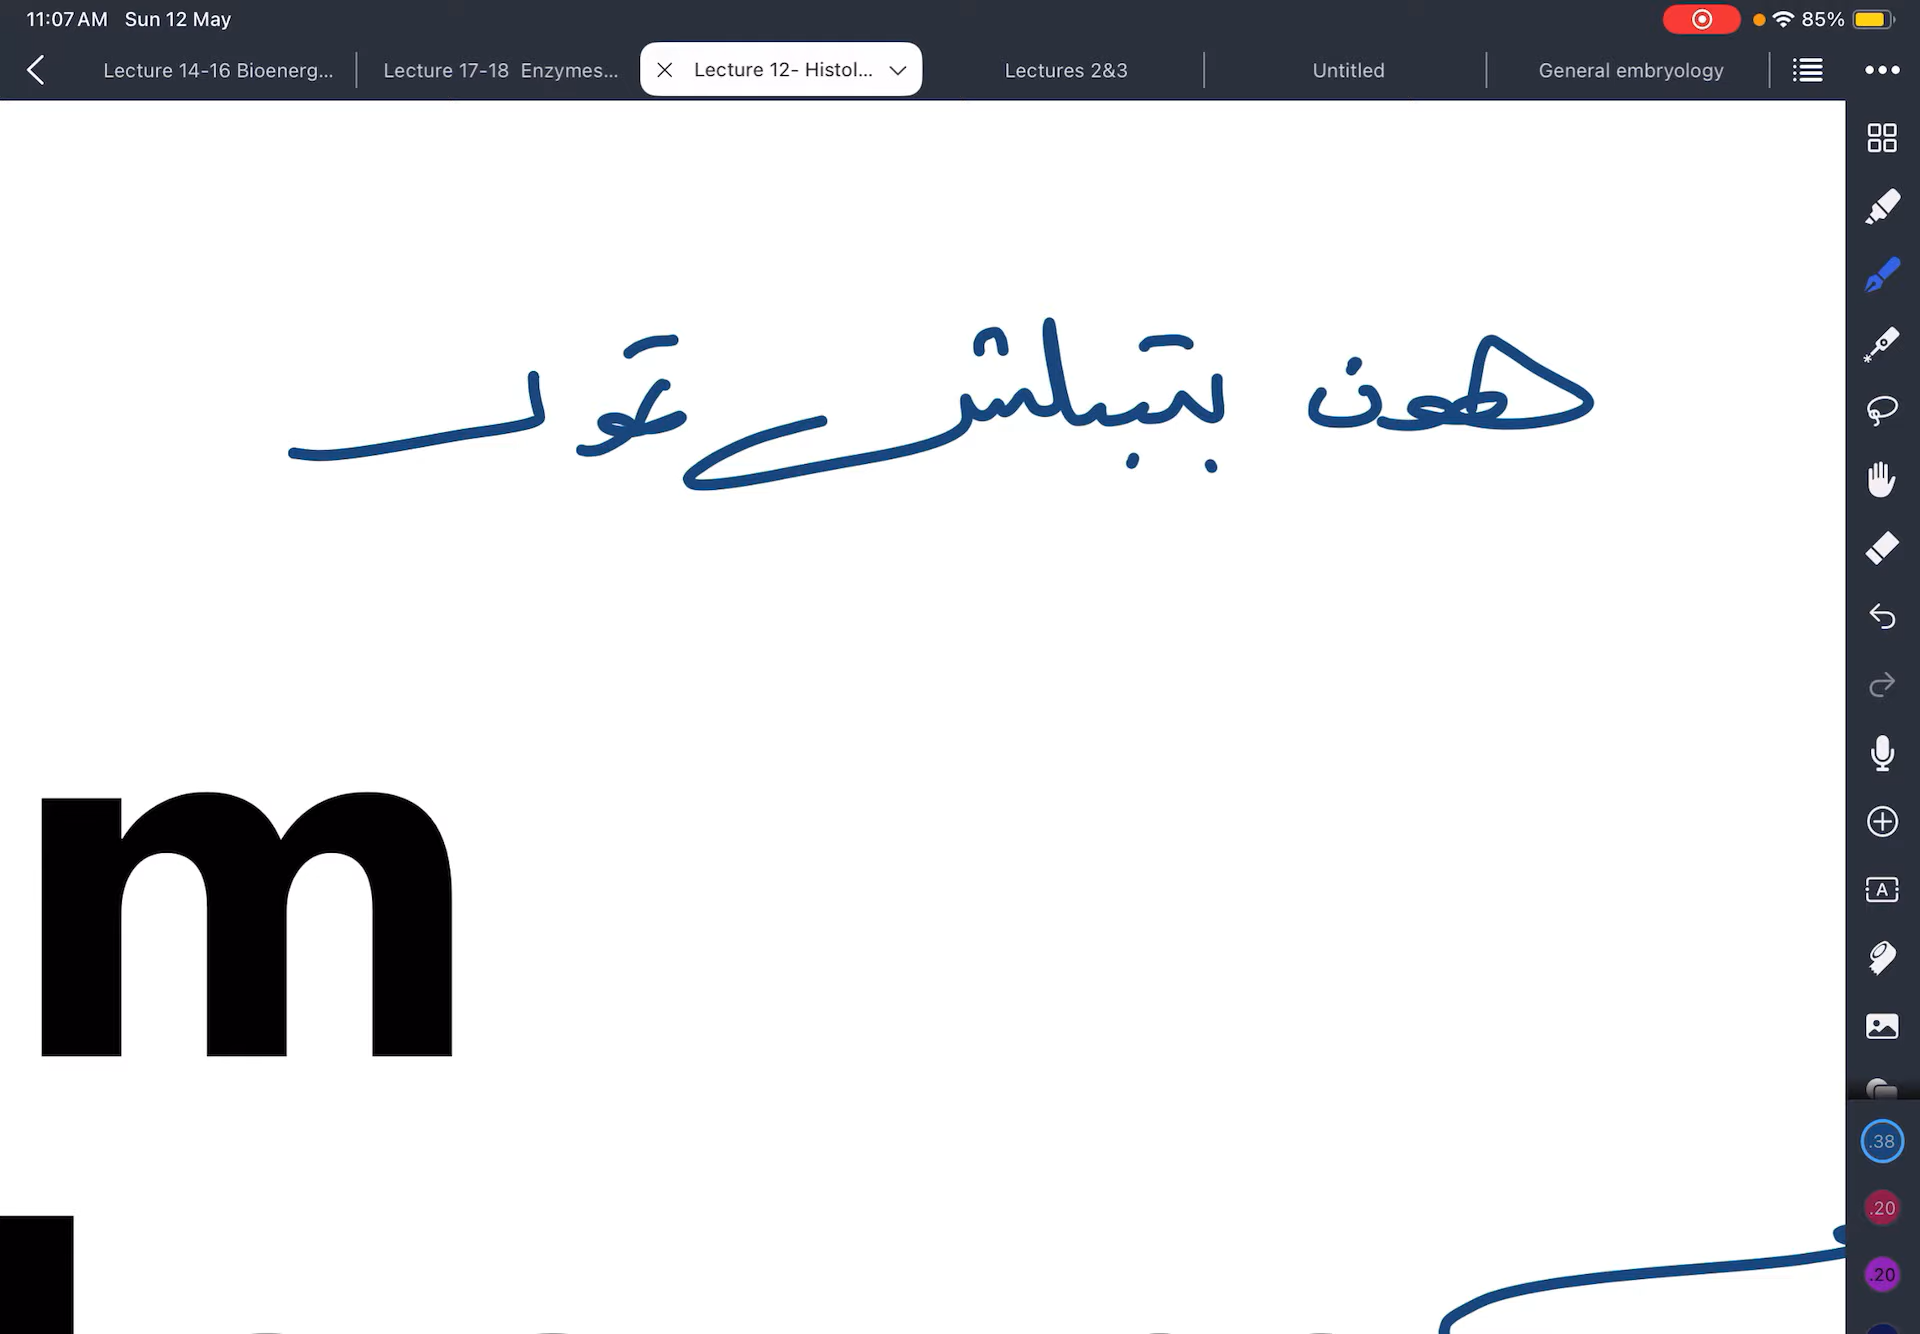 11:07 AM Sun 12 May 85%
Lecture 14-16 Bioenerg... Lecture 17-18 Enzymes... Lecture 12- Histol... Lectures 2&3 Untitled General embryology
هون بتبلش
m
A
.38
.20
.20